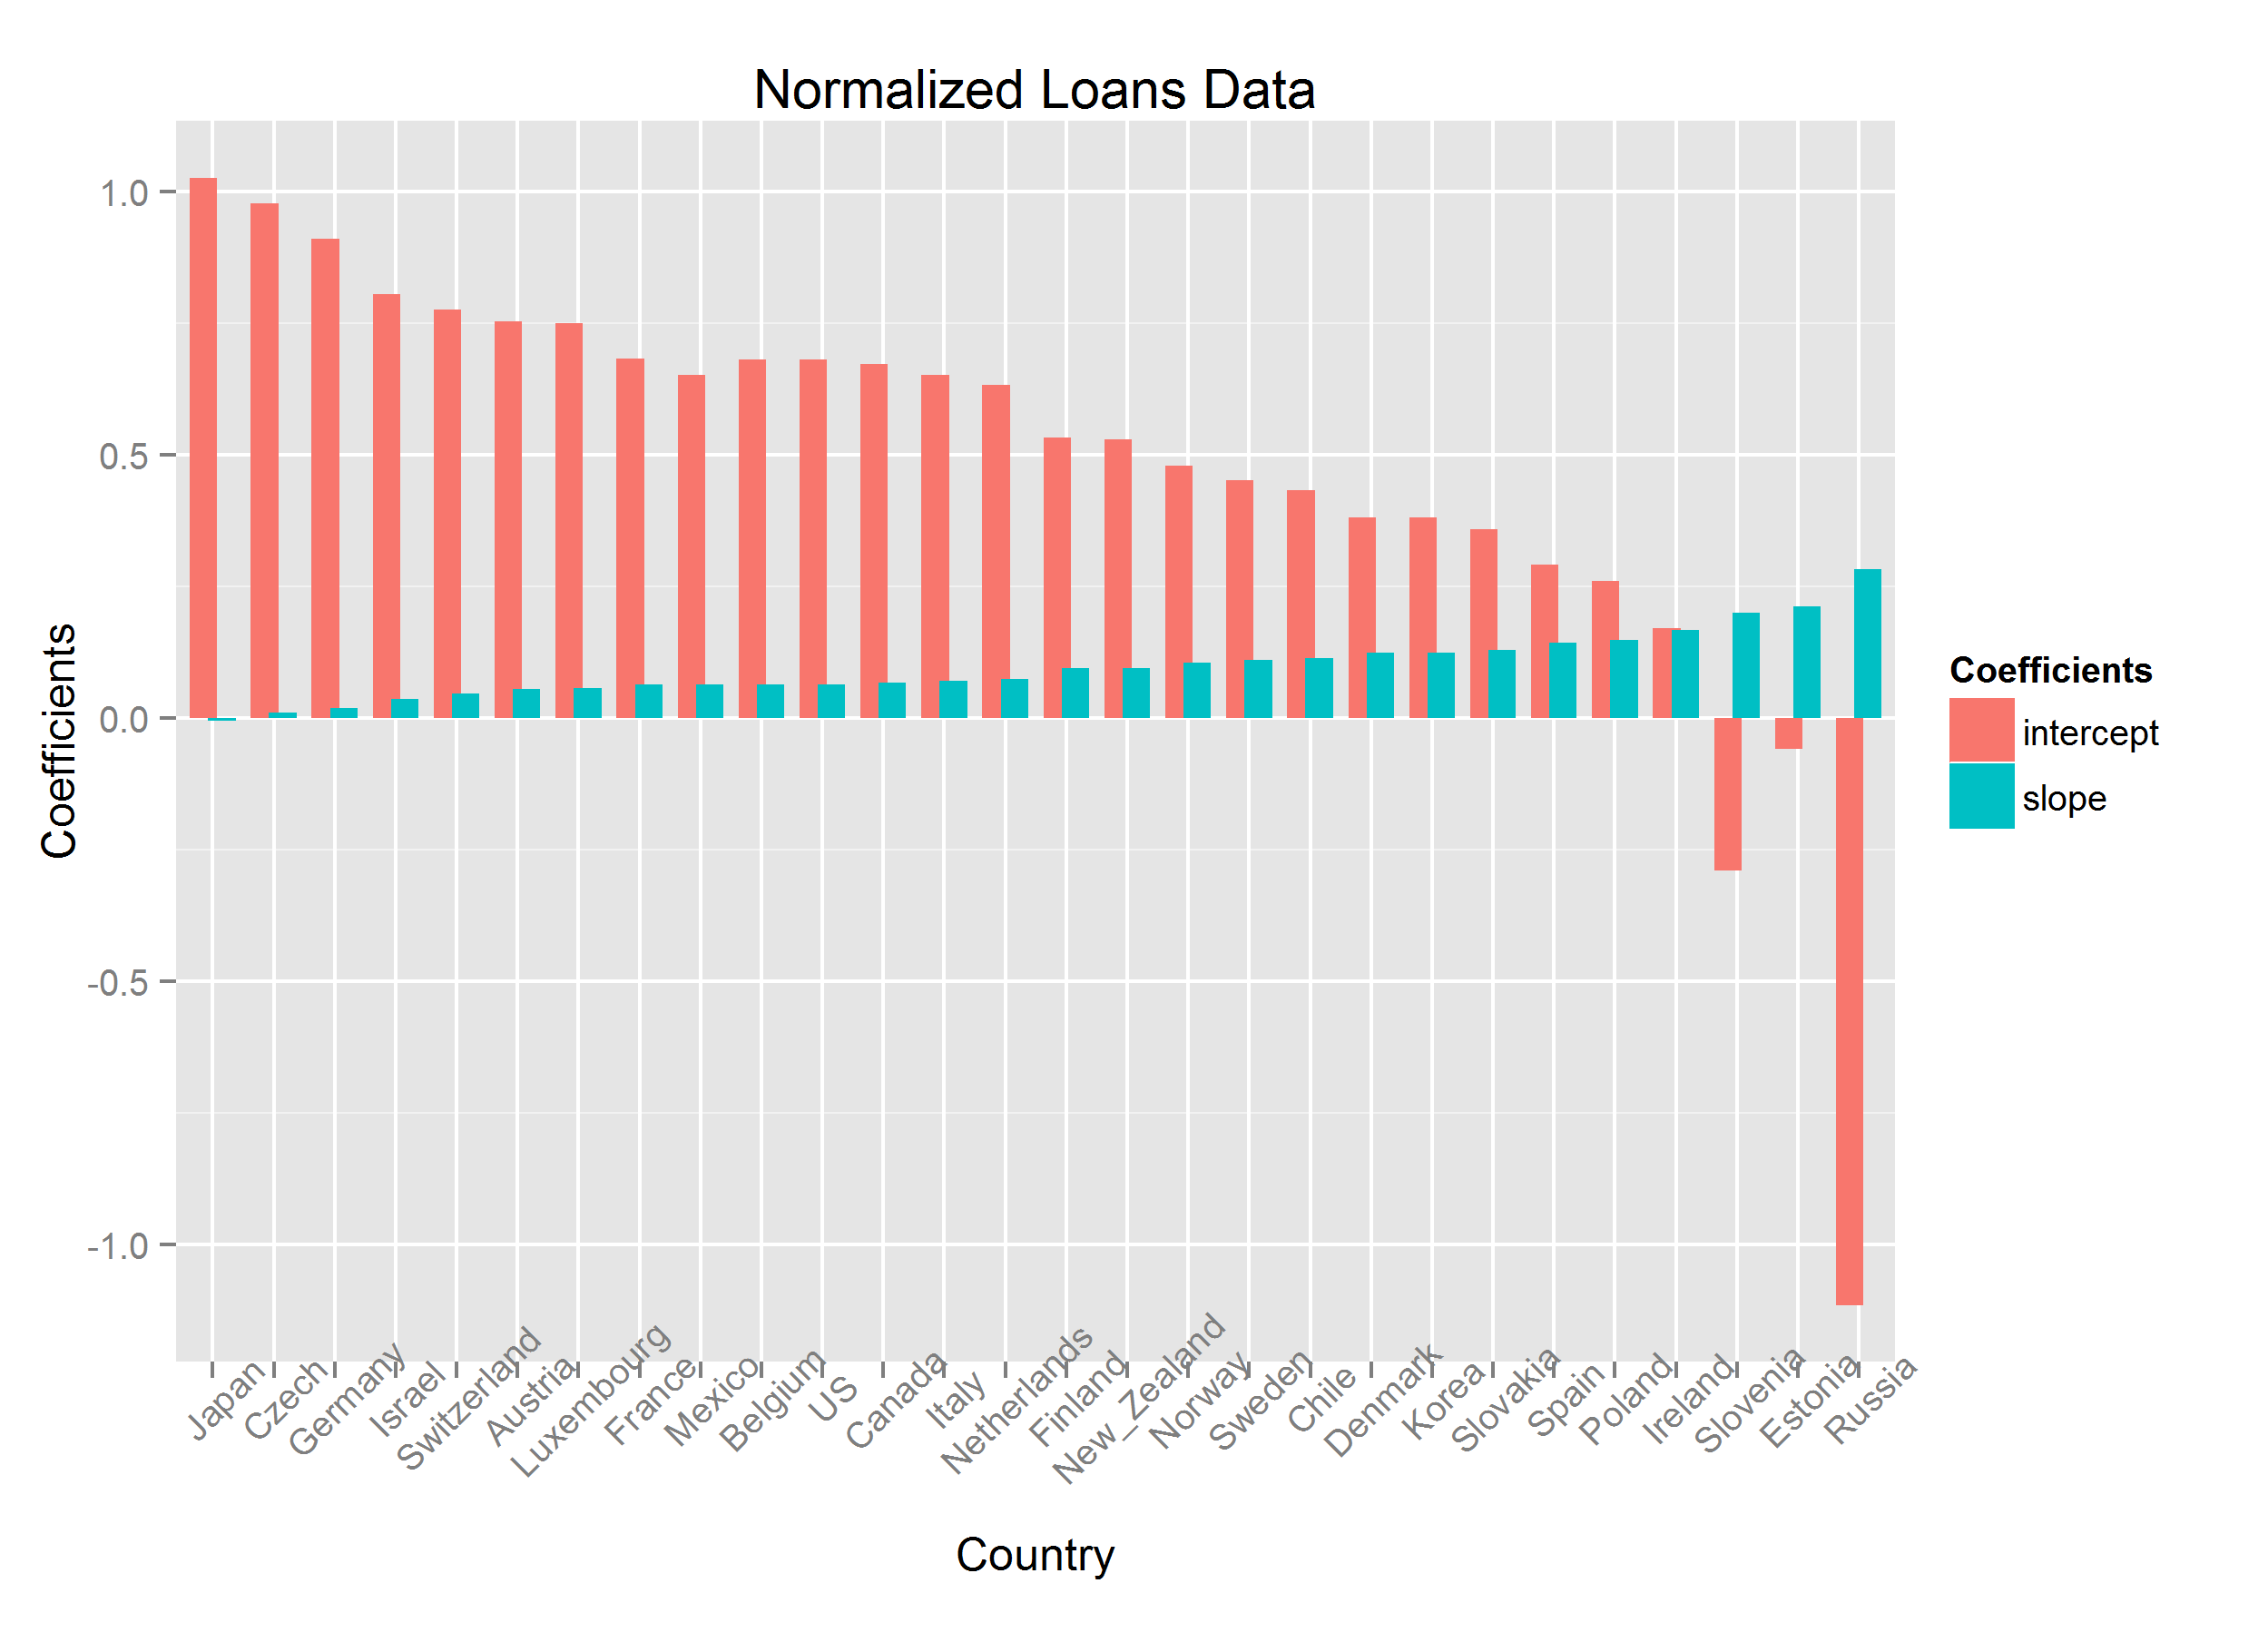 Normalized Loans Data
1.0
0.5
0.0
-0.5
-1.0
Coefficients
Japan
Czech
Germany
Israel
Switzerland
Austria
Luxembourg
France
Mexico
Belgium
US
Canada
Italy
Netherlands
Finland
New_Zealand
Norway
Sweden
Chile
Denmark
Korea
Slovakia
Spain
Poland
Ireland
Slovenia
Estonia
Russia
Country
Coefficients
intercept
slope